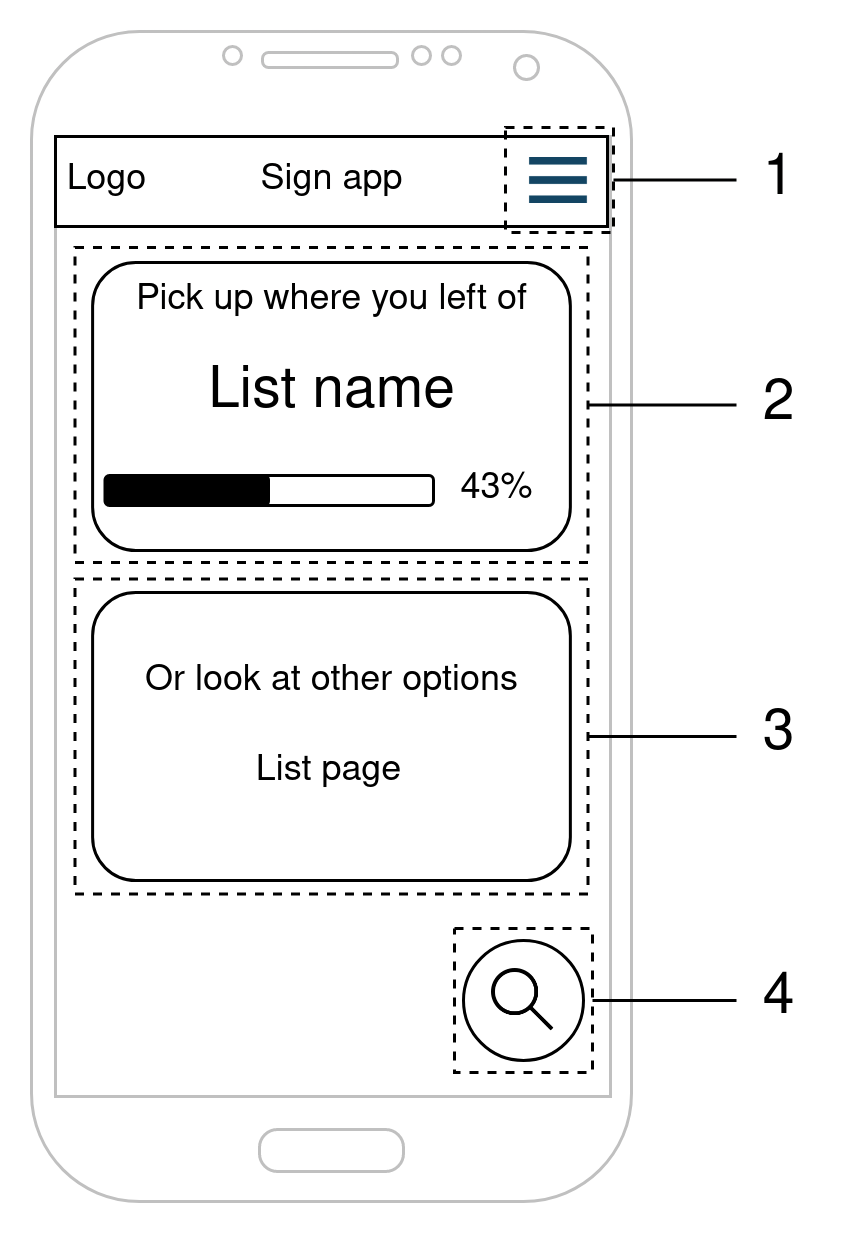 Logo Sign app 1
Pick up where you left of
List name 2
43%
Or look at other options
3
List page
4